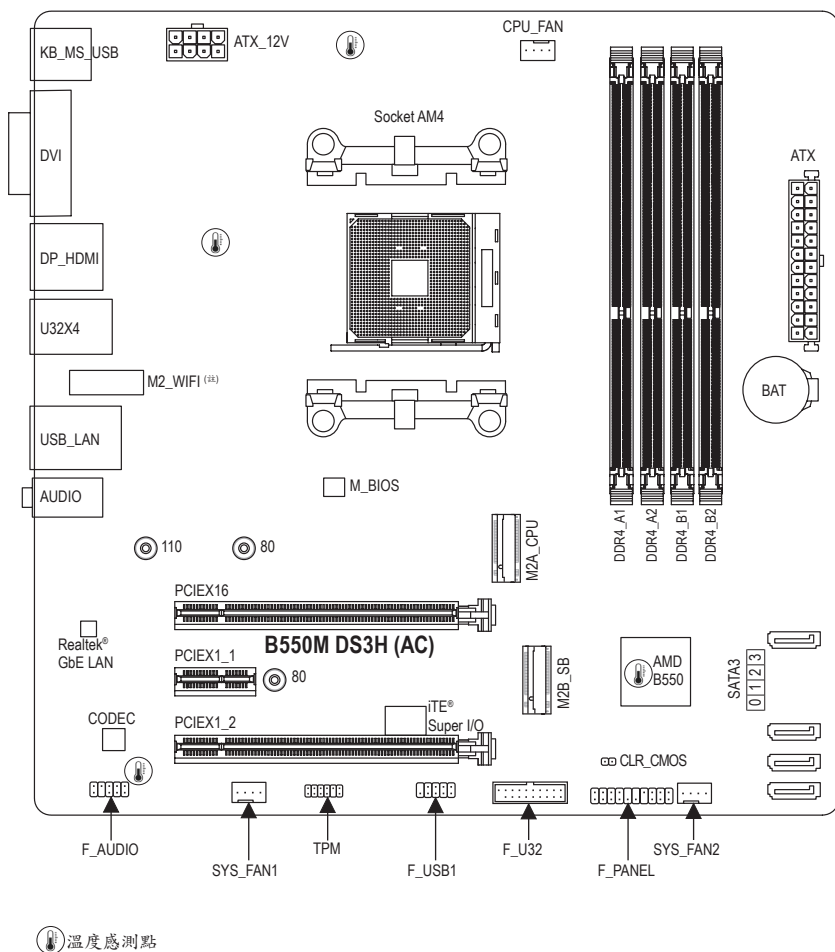 KB_MS_USB
ATX_12V
CPU_FAN
Socket AM4
DVI
ATX
DP_HDMI
U32X4
M2_WIFI (註)
BAT
USB_LAN
M_BIOS
AUDIO
DDR4_A1
DDR4_A2
DDR4_B1
DDR4_B2
110
80
M2A_CPU
PCIEX16
B550M DS3H (AC)
Realtek®
GbE LAN
PCIEX1_1
80
M2B_SB
AMD
B550
SATA3
0 1 2 3
CODEC
PCIEX1_2
iTE®
Super I/O
CLR_CMOS
F_AUDIO
SYS_FAN1
TPM
F_USB1
F_U32
F_PANEL
SYS_FAN2
溫度感測點